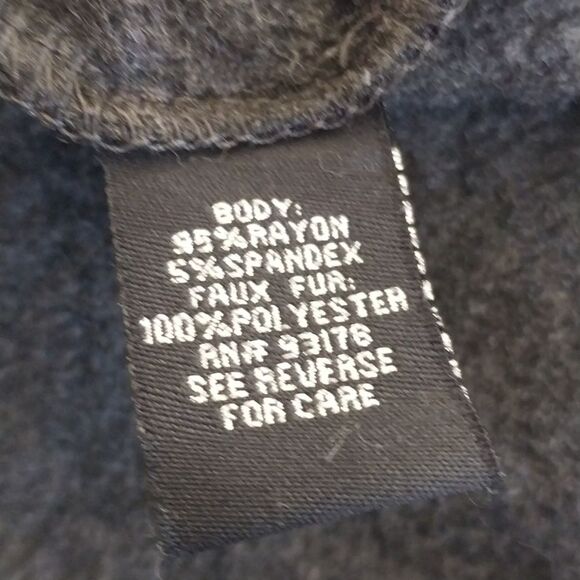 BODY:
95%RAYON
5%SPANDEX
FAUX FUR:
100%POLYESTER
RN# 93176
SEE REVERSE
FOR CARE